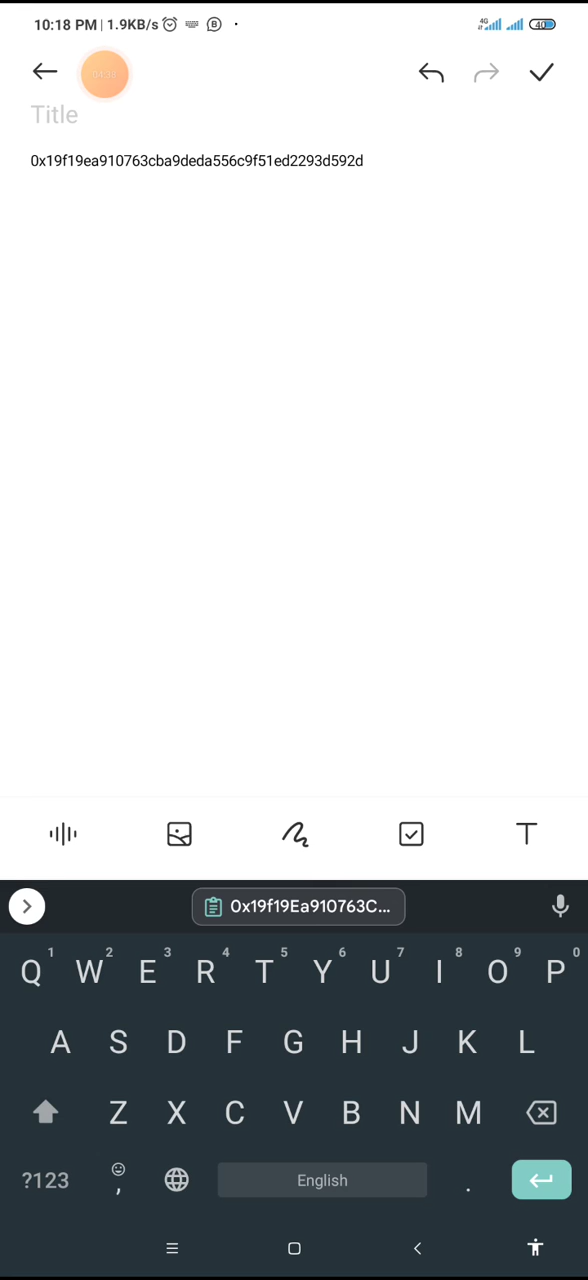 10:18 PM | 1.9KB/s B 4G 40
Title
0x19f19ea910763cba9deda556c9f51ed2293d592d
0x19f19Ea910763C...
1 2 3 4 5 6 7 8 9 0
Q W E R T Y U I O P
A S D F G H J K L
Z X C V B N M
?123 , English .